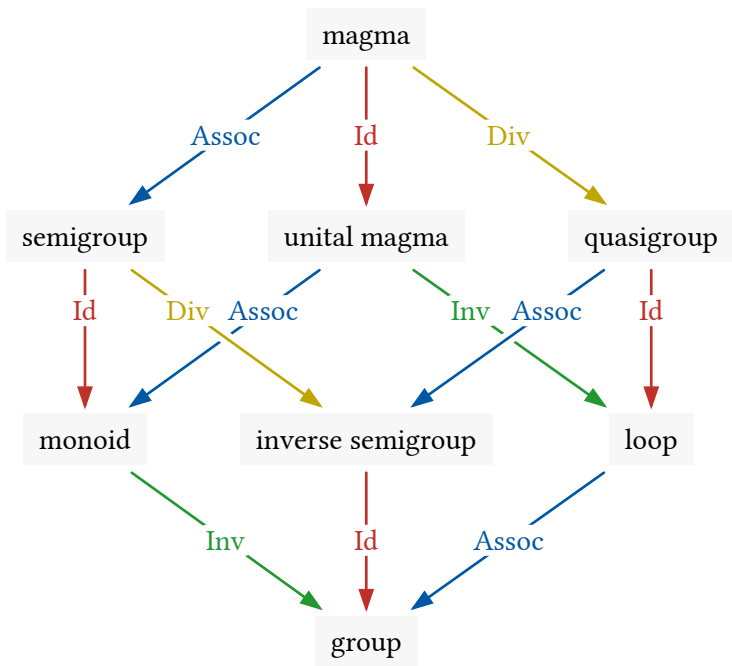 magma
Assoc
Id
Div
semigroup
unital magma
quasigroup
Id
Div
Assoc
Inv
Assoc
Id
monoid
inverse semigroup
loop
Inv
Id
Assoc
group